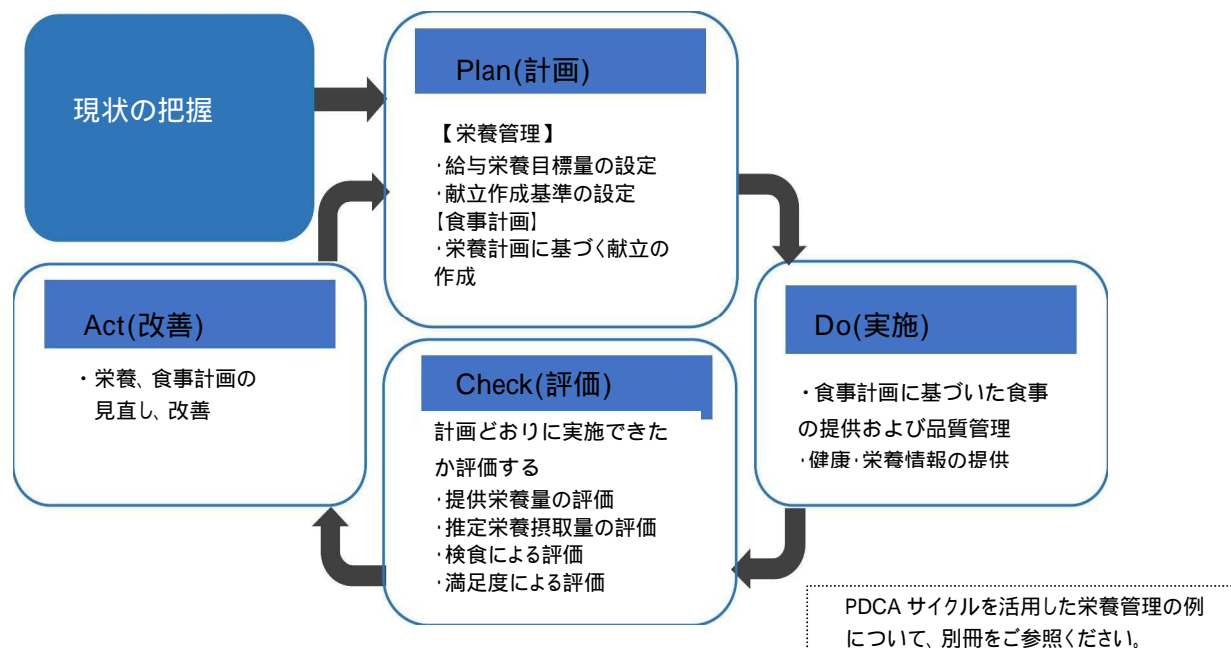 現状の把握
Plan(計画)
【栄養管理】
・給与栄養目標量の設定
・献立作成基準の設定
【食事計画】
・栄養計画に基づく献立の
作成
Do(実施)
・食事計画に基づいた食事
の提供および品質管理
・健康・栄養情報の提供
Check(評価)
計画どおりに実施できた
か評価する
・提供栄養量の評価
・推定栄養摂取量の評価
・検食による評価
・満足度による評価
Act(改善)
・栄養、食事計画の
見直し、改善
PDCA サイクルを活用した栄養管理の例
について、別冊をご参照ください。